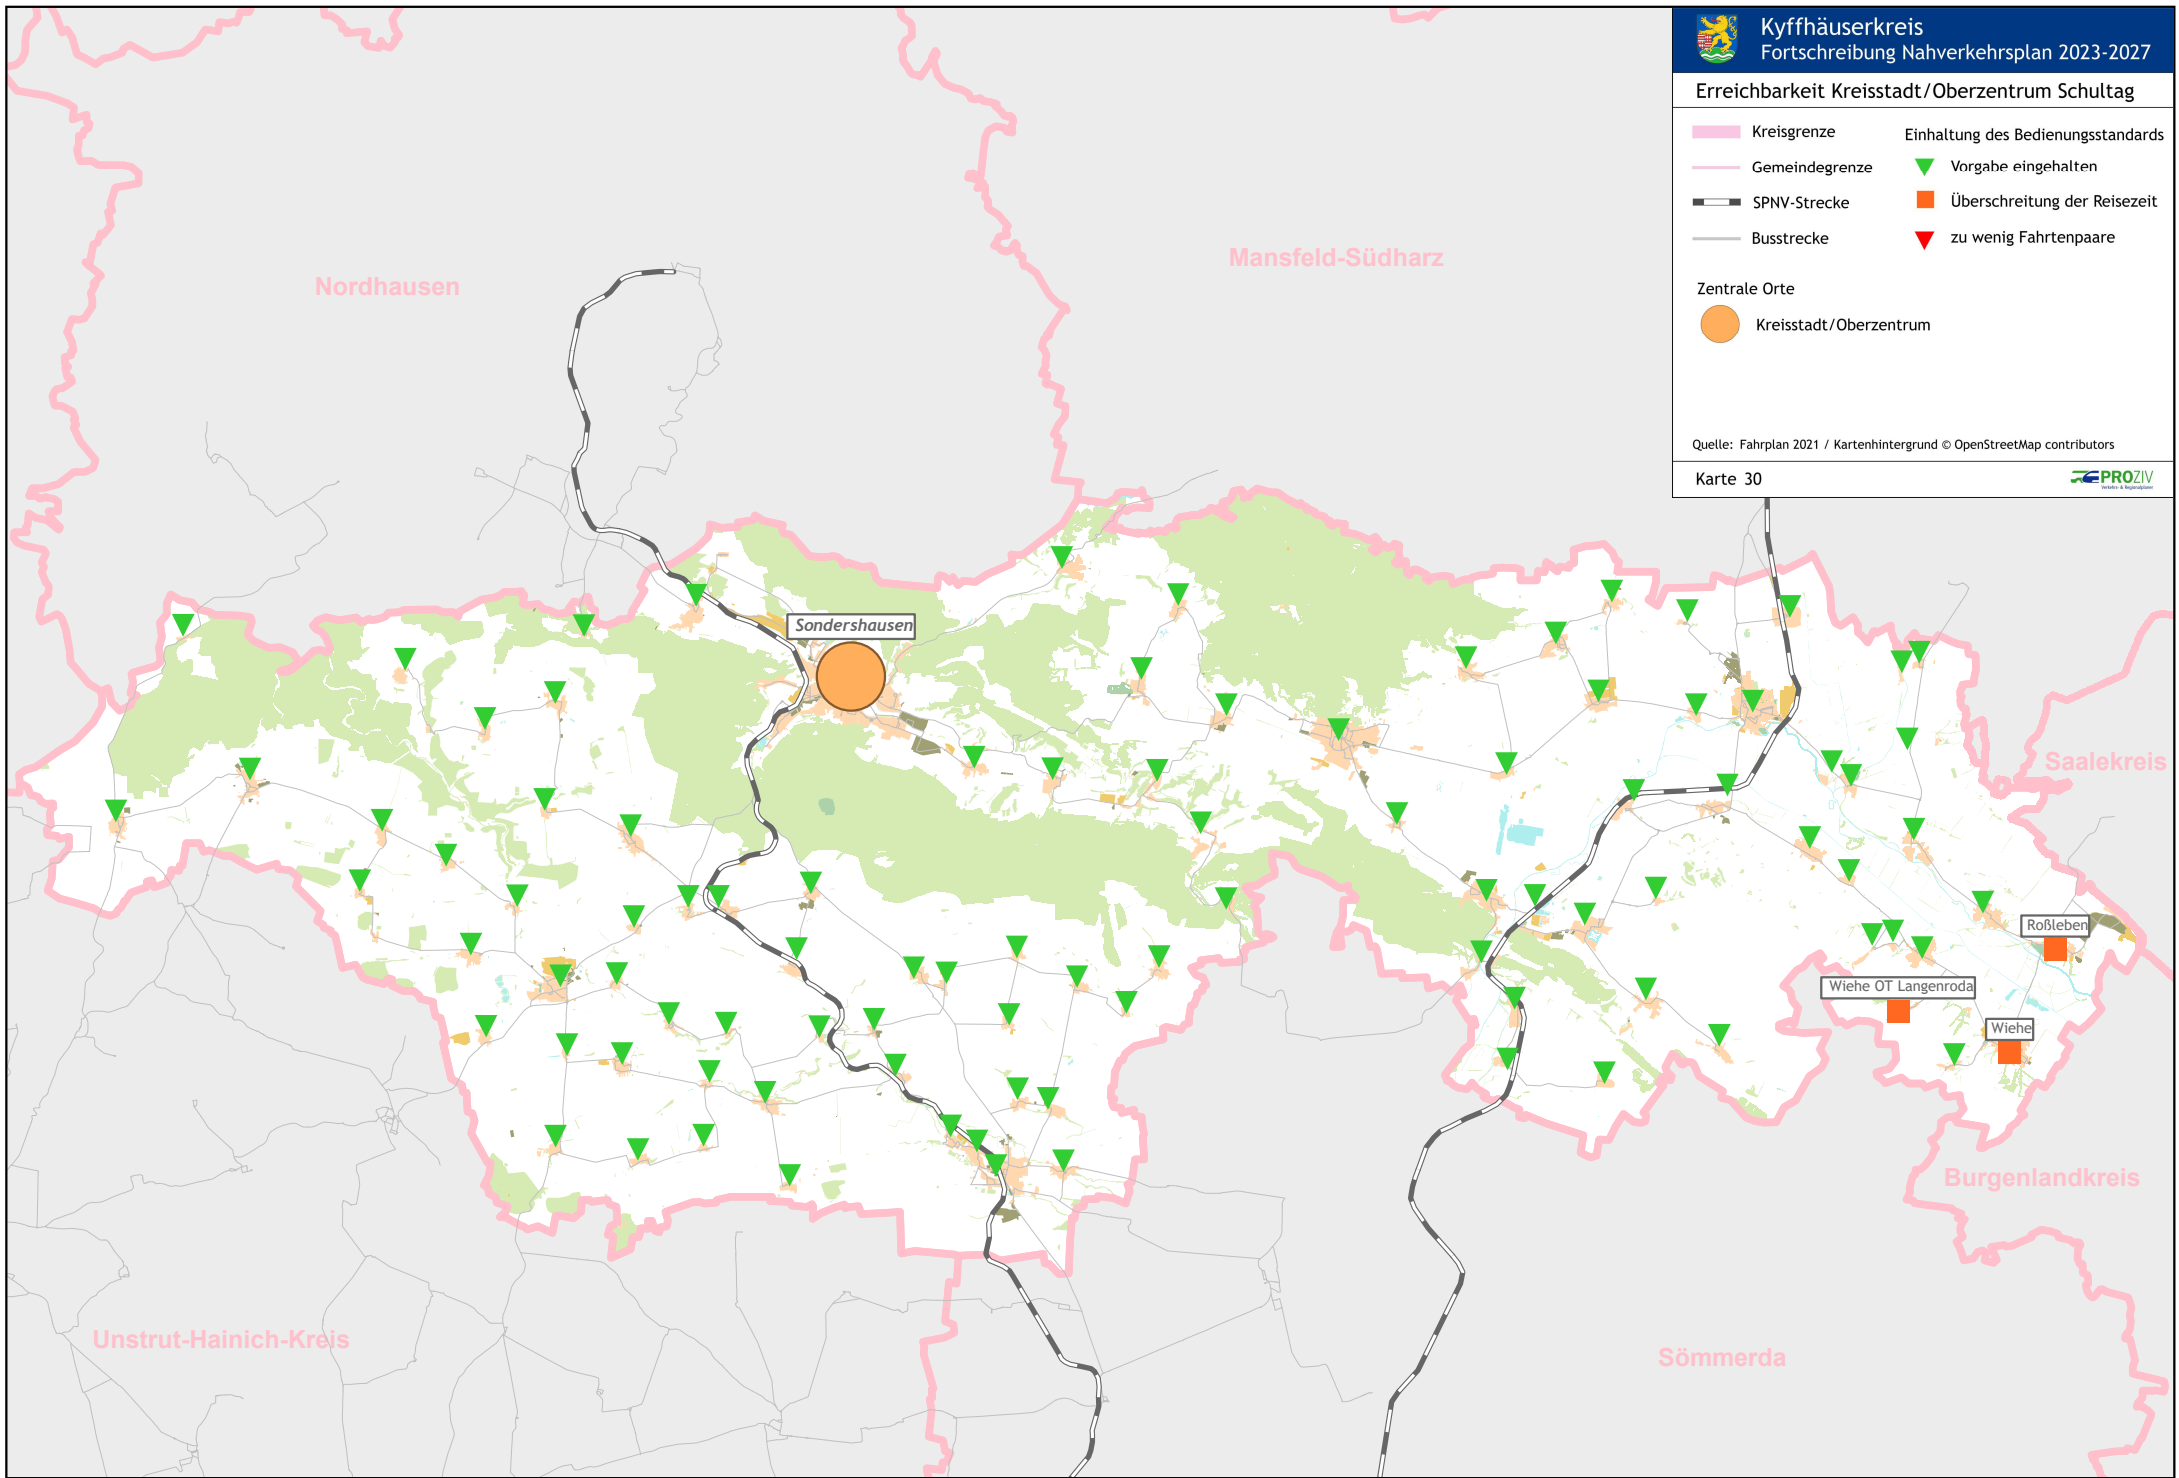 Kyffhäuserkreis
Fortschreibung Nahverkehrsplan 2023-2027
Erreichbarkeit Kreisstadt/Oberzentrum Schultag
Kreisgrenze
Gemeindegrenze
SPNV-Strecke
Busstrecke
Einhaltung des Bedienungsstandards
Vorgabe eingehalten
Überschreitung der Reisezeit
zu wenig Fahrtenpaare
Zentrale Orte
Kreisstadt/Oberzentrum
Quelle: Fahrplan 2021 / Kartenhintergrund © OpenStreetMap contributors
Karte 30
PROZIV
Verkehrs- & Regionalplaner
Mansfeld-Südharz
Nordhausen
Sondershausen
Saalekreis
Roßleben
Wiehe OT Langenroda
Wiehe
Burgenlandkreis
Unstrut-Hainich-Kreis
Sömmerda